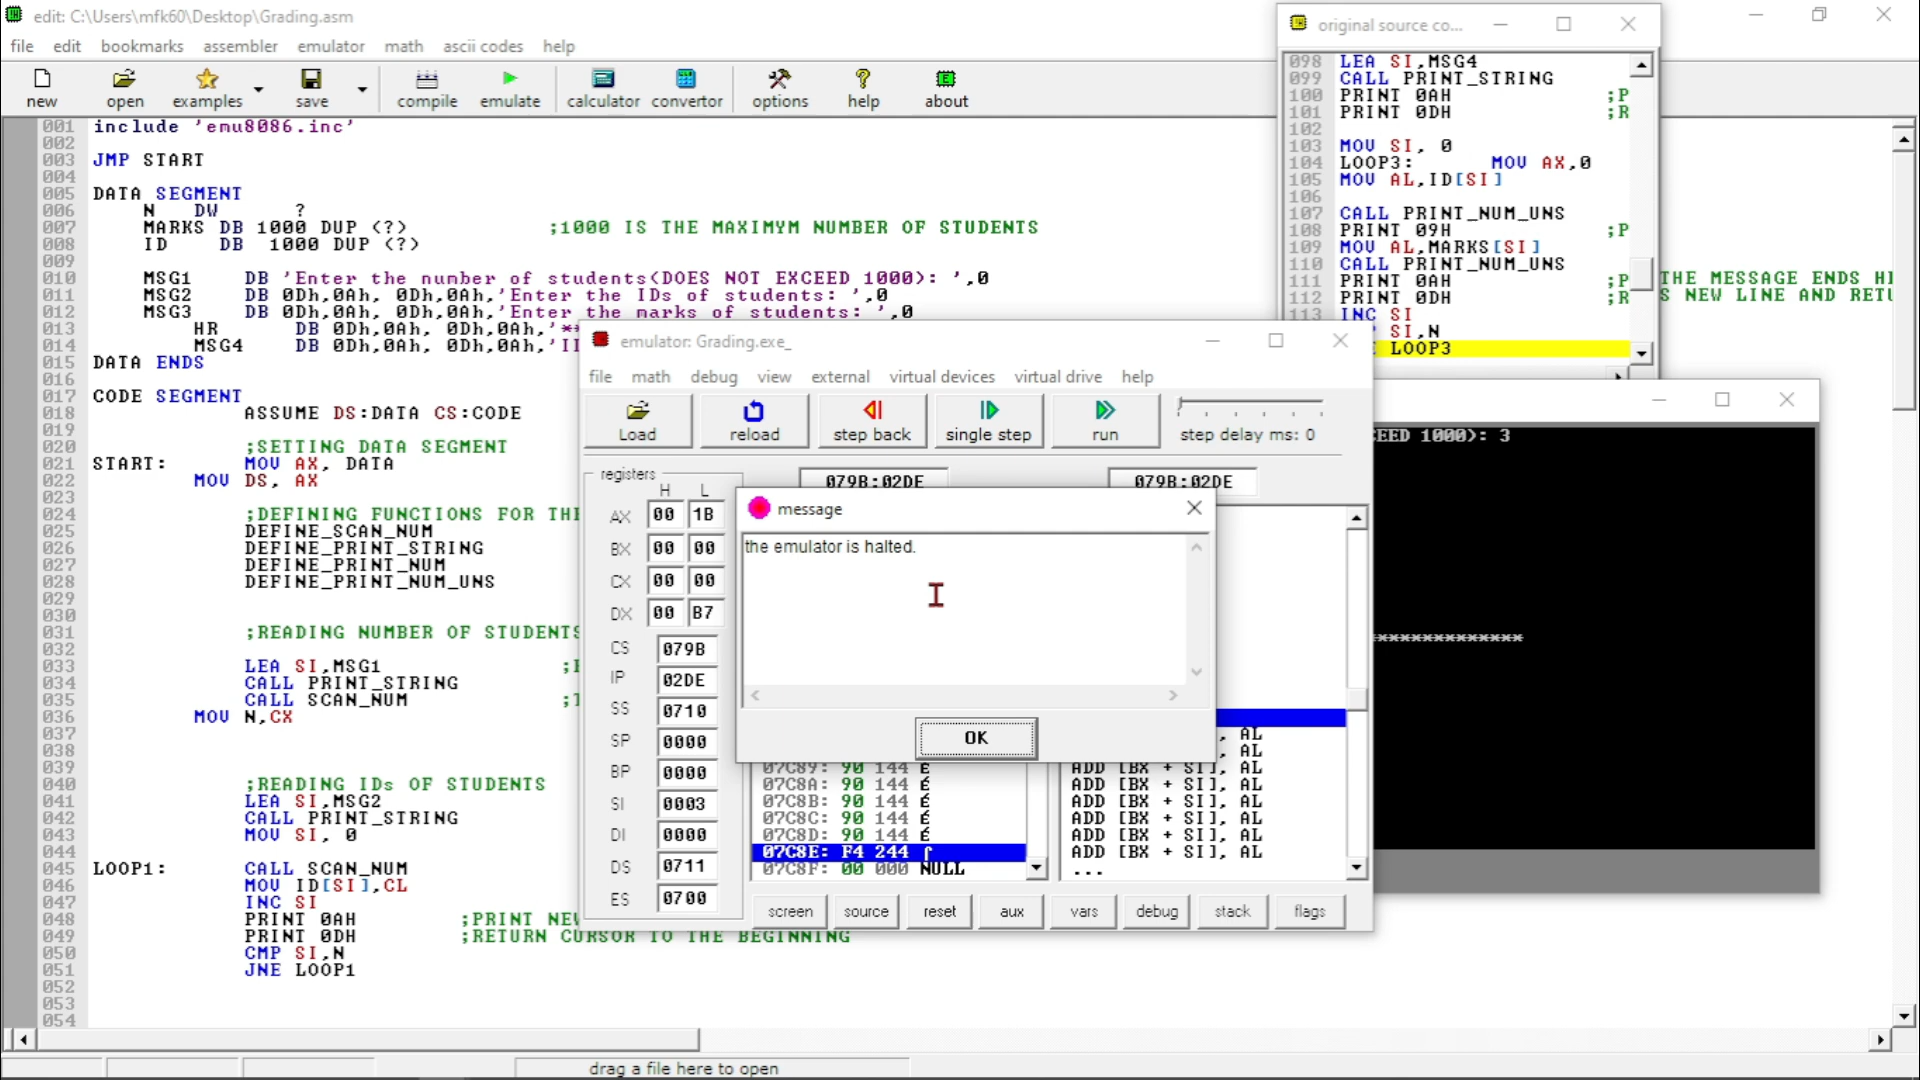 edit: C:\Users\mfk60\Desktop\Grading.asm
file edit bookmarks assembler emulator math ascii codes help
new open examples save compile emulate calculator convertor options help about
001 include 'emu8086.inc'
002
003 JMP START
004
005 DATA SEGMENT
006 N DW ?
007 MARKS DB 1000 DUP (?) ;1000 IS THE MAXIMYM NUMBER OF STUDENTS
008 ID DB 1000 DUP (?)
009
010 MSG1 DB 'Enter the number of students(DOES NOT EXCEED 1000): ',0
011 MSG2 DB 0Dh,0Ah, 0Dh,0Ah,'Enter the IDs of students: ',0
012 MSG3 DB 0Dh,0Ah, 0Dh,0Ah,'Enter the marks of students: ',0
013 HR DB 0Dh,0Ah, 0Dh,0Ah,'**
014 MSG4 DB 0Dh,0Ah, 0Dh,0Ah,'I
015 DATA ENDS
016
017 CODE SEGMENT
018 ASSUME DS:DATA CS:CODE
019
020 ;SETTING DATA SEGMENT
021 START: MOV AX, DATA
022 MOV DS, AX
023
024 ;DEFINING FUNCTIONS FOR THE
025 DEFINE_SCAN_NUM
026 DEFINE_PRINT_STRING
027 DEFINE_PRINT_NUM
028 DEFINE_PRINT_NUM_UNS
029
030
031 ;READING NUMBER OF STUDENTS
032
033 LEA SI,MSG1 ;
034 CALL PRINT_STRING
035 CALL SCAN_NUM ;
036 MOV N,CX
037
038
039
040 ;READING IDs OF STUDENTS
041 LEA SI,MSG2
042 CALL PRINT_STRING
043 MOV SI, 0
044
045 LOOP1: CALL SCAN_NUM
046 MOV ID[SI],CL
047 INC SI
048 PRINT 0AH ;PRINT NEW
049 PRINT 0DH ;RETURN CURSOR TO THE BEGINNING
050 CMP SI,N
051 JNE LOOP1
052
053
054
THE MESSAGE ENDS
S NEW LINE AND RETU
drag a file here to open
original source co...
098 LEA SI,MSG4
099 CALL PRINT_STRING
100 PRINT 0AH ;P
101 PRINT 0DH ;R
102
103 MOV SI, 0
104 LOOP3: MOV AX,0
105 MOV AL,ID[SI]
106
107 CALL PRINT_NUM_UNS
108 PRINT 09H ;P
109 MOV AL,MARKS[SI]
110 CALL PRINT_NUM_UNS
111 PRINT 0AH ;P
112 PRINT 0DH ;R
113 INC SI
SI,N
LOOP3
emulator: Grading.exe_
file math debug view external virtual devices virtual drive help
Load reload step back single step run step delay ms: 0
registers
H L
079B:02DE 079B:02DE
AX 00 1B
BX 00 00
CX 00 00
DX 00 B7
CS 079B
IP 02DE
SS 0710
SP 0000
BP 0000
SI 0003
DI 0000
DS 0711
ES 0700
, AL
, AL
07C89: 90 144 É ADD [BX + SI], AL
07C8A: 90 144 É ADD [BX + SI], AL
07C8B: 90 144 É ADD [BX + SI], AL
07C8C: 90 144 É ADD [BX + SI], AL
07C8D: 90 144 É ADD [BX + SI], AL
07C8E: F4 244 ⌠ ADD [BX + SI], AL
07C8F: 00 000 NULL ...
screen source reset aux vars debug stack flags
message
the emulator is halted.
OK
EED 1000): 3
*************